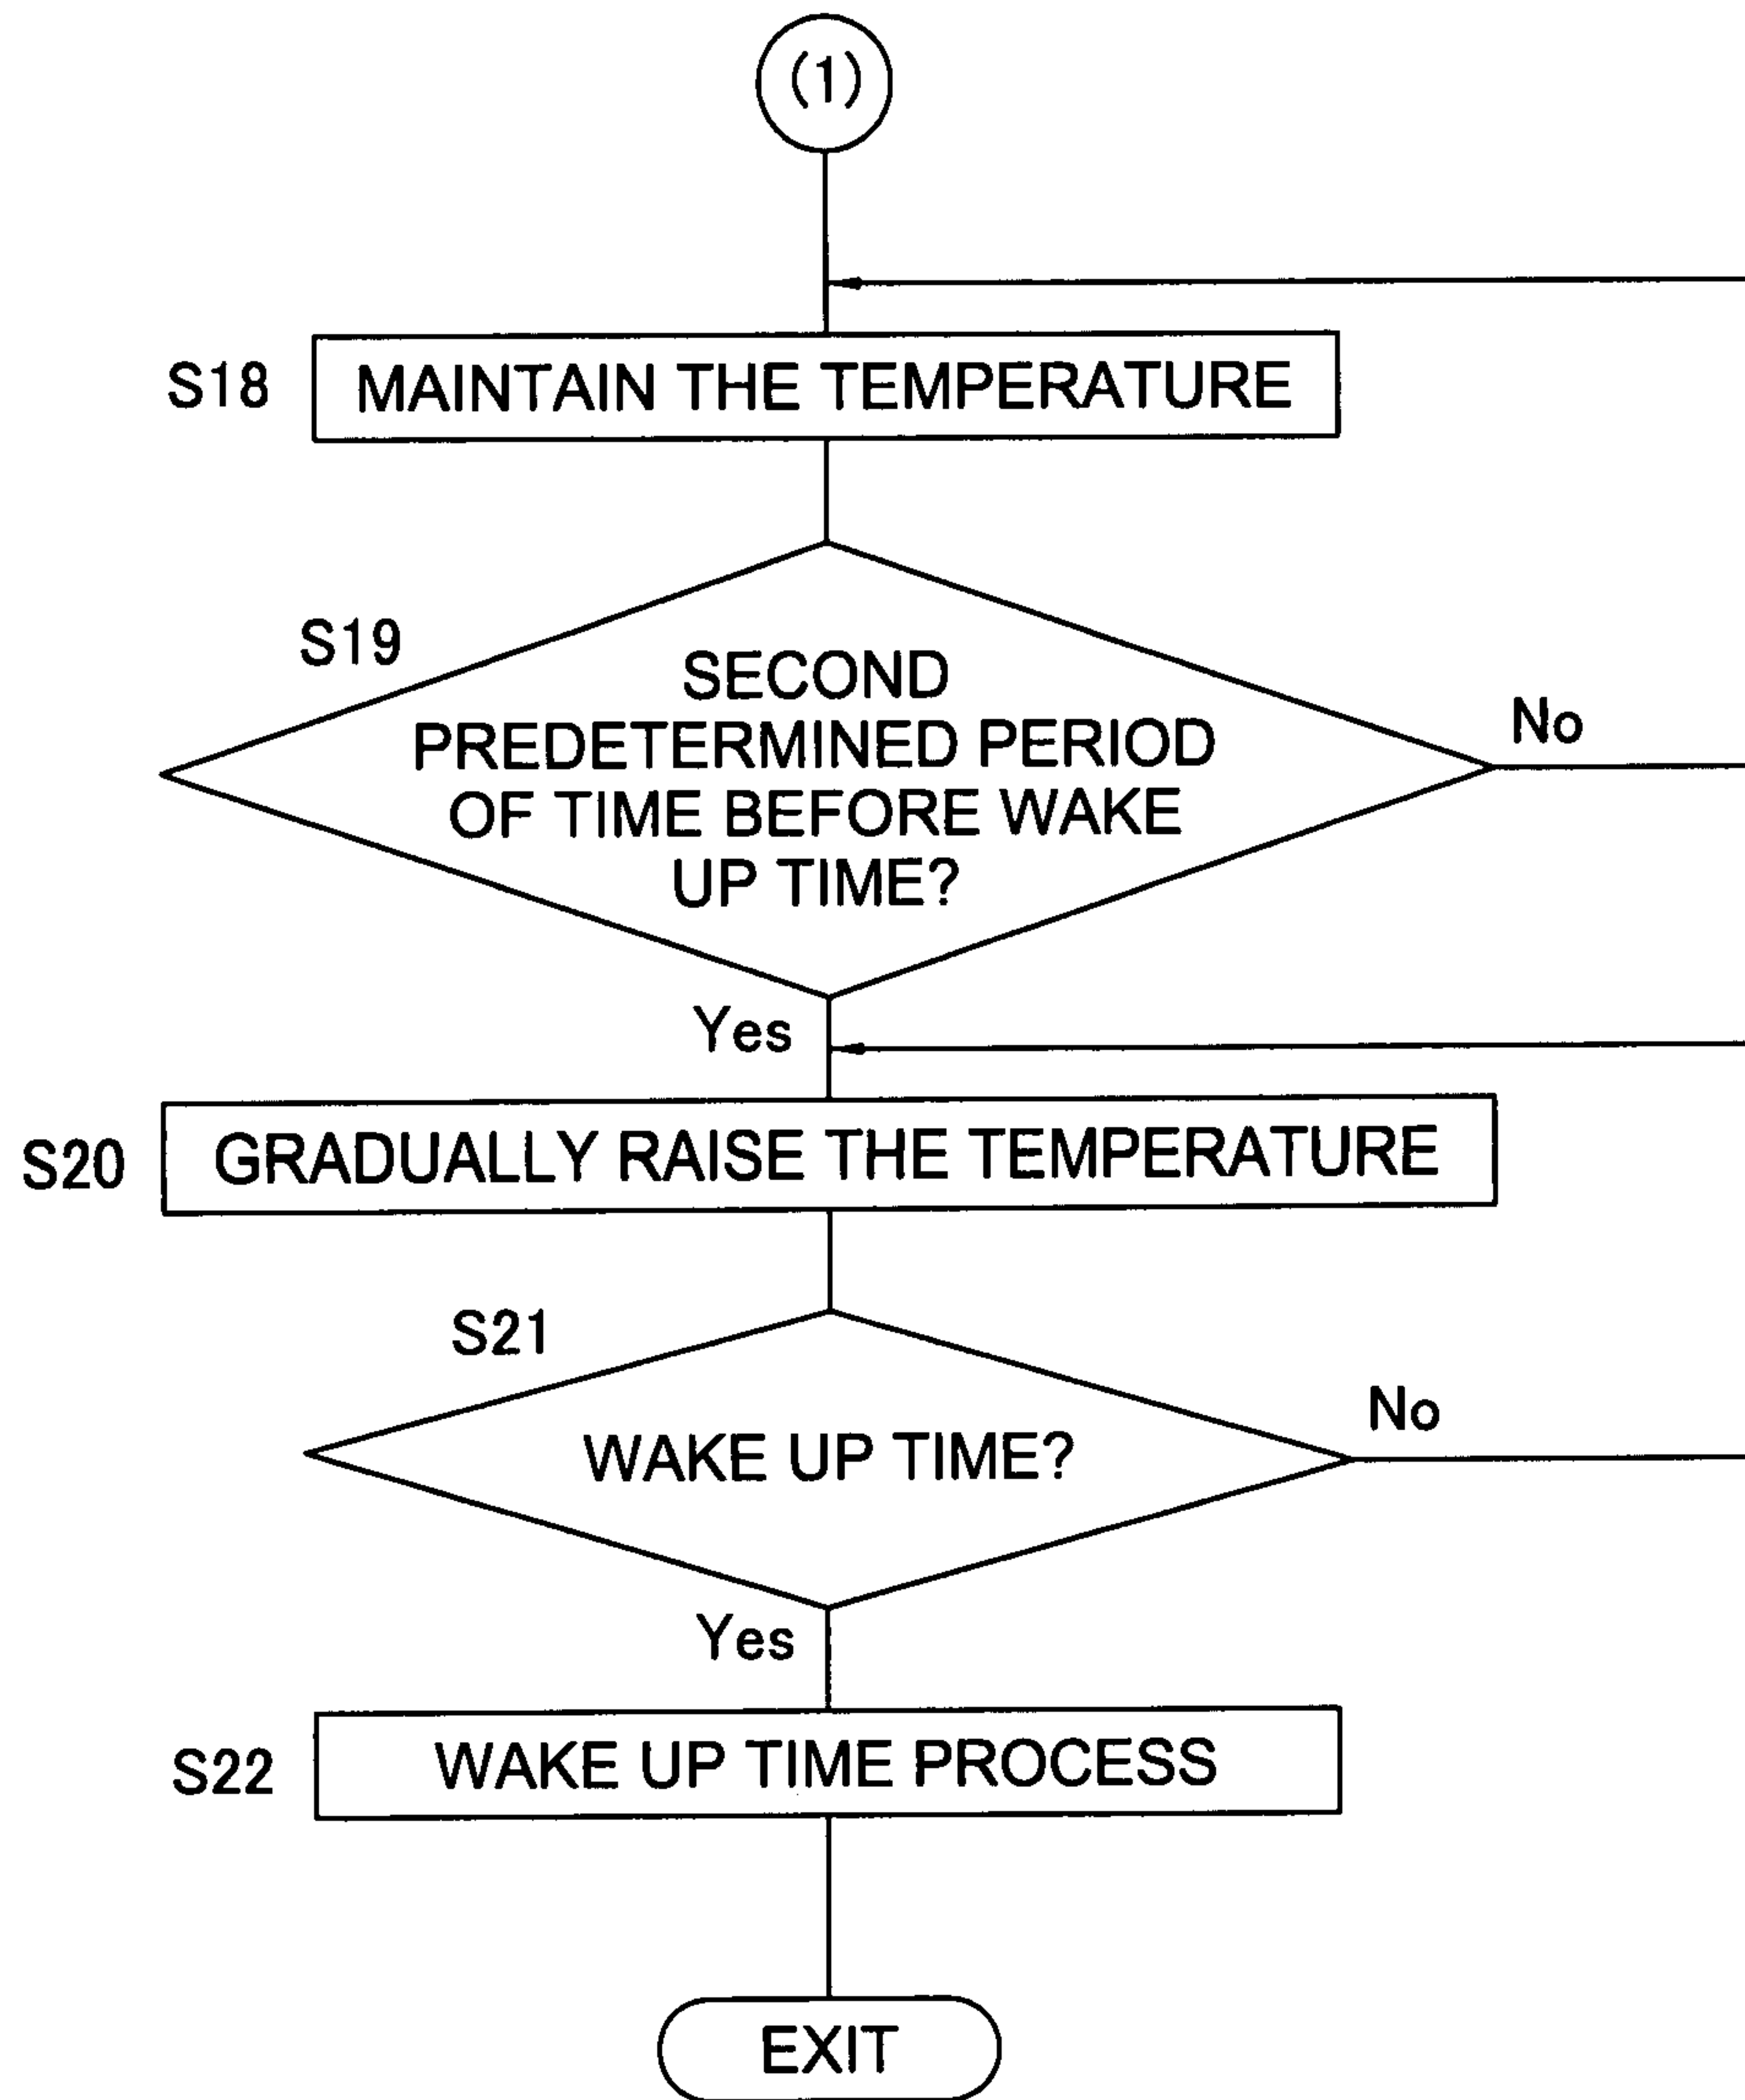 (1)
S18
MAINTAIN THE TEMPERATURE
S19
SECOND
PREDETERMINED PERIOD
OF TIME BEFORE WAKE
UP TIME?
No
Yes
S20
GRADUALLY RAISE THE TEMPERATURE
S21
WAKE UP TIME?
No
Yes
S22
WAKE UP TIME PROCESS
EXIT